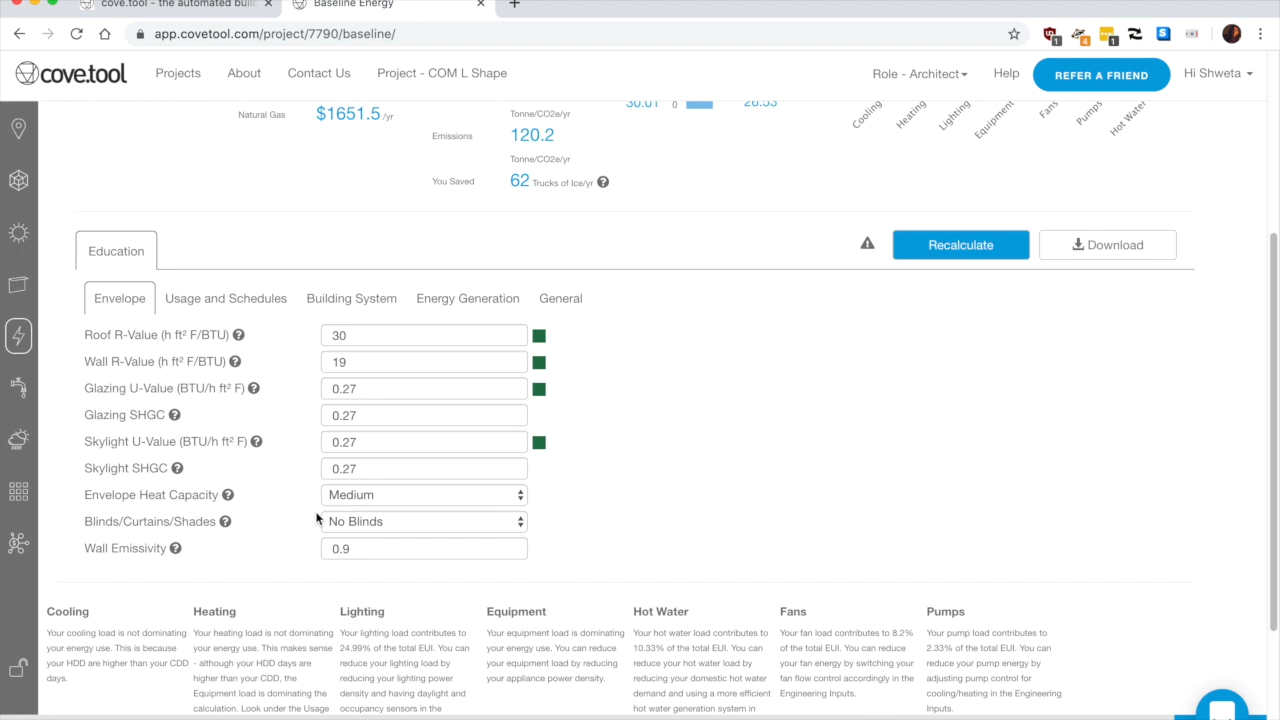 cove.tool - the automated buil
Baseline Energy
app.covetool.com/project/7790/baseline/
1
4
1
S
cove.tool
Projects
About
Contact Us
Project - COM L Shape
Role - Architect
Help
REFER A FRIEND
Hi Shweta
Natural Gas
$1651.5 /yr
Tonne/CO2e/yr
Emissions
120.2
Tonne/CO2e/yr
You Saved
62 Trucks of Ice/yr ?
30.01
0
26.53
Cooling
Heating
Lighting
Equipment
Fans
Pumps
Hot Water
Education
Recalculate
Download
Envelope
Usage and Schedules
Building System
Energy Generation
General
Roof R-Value (h ft² F/BTU) ? 30
Wall R-Value (h ft² F/BTU) ? 19
Glazing U-Value (BTU/h ft² F) ? 0.27
Glazing SHGC ? 0.27
Skylight U-Value (BTU/h ft² F) ? 0.27
Skylight SHGC ? 0.27
Envelope Heat Capacity ? Medium
Blinds/Curtains/Shades ? No Blinds
Wall Emissivity ? 0.9
Cooling
Your cooling load is not dominating
your energy use. This is because
your HDD are higher than your CDD
days.
Heating
Your heating load is not dominating
your energy use. This makes sense
- although your HDD days are
higher than your CDD, the
Equipment load is dominating the
calculation. Look under the Usage
Lighting
Your lighting load contributes to
24.99% of the total EUI. You can
reduce your lighting load by
reducing your lighting power
density and having daylight and
occupancy sensors in the
Equipment
Your equipment load is dominating
your energy use. You can reduce
your equipment load by reducing
your appliance power density.
Hot Water
Your hot water load contributes to
10.33% of the total EUI. You can
reduce your hot water load by
reducing your domestic hot water
demand and using a more efficient
hot water generation system in
Fans
Your fan load contributes to 8.2%
of the total EUI. You can reduce
your fan energy by switching your
fan flow control accordingly in the
Engineering Inputs.
Pumps
Your pump load contributes to
2.33% of the total EUI. You can
reduce your pump energy by
adjusting pump control for
cooling/heating in the Engineering
Inputs.